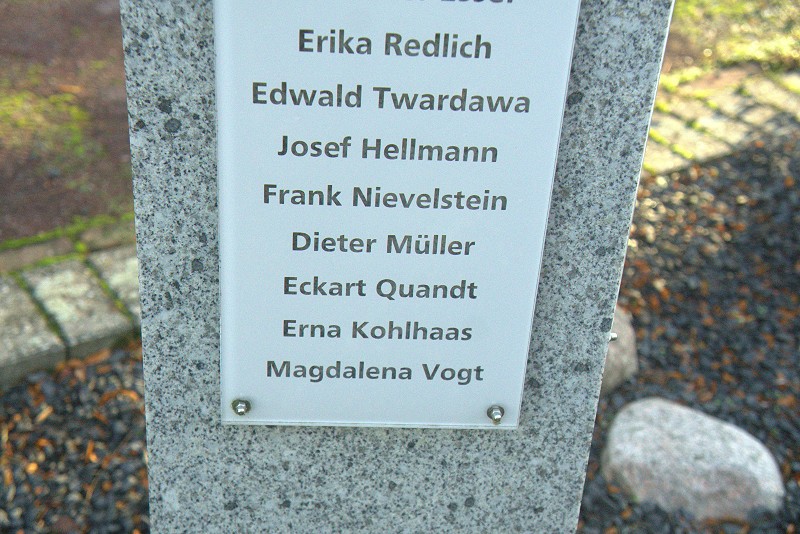 Erika Redlich
Edwald Twardawa
Josef Hellmann
Frank Nievelstein
Dieter Müller
Eckart Quandt
Erna Kohlhaas
Magdalena Vogt